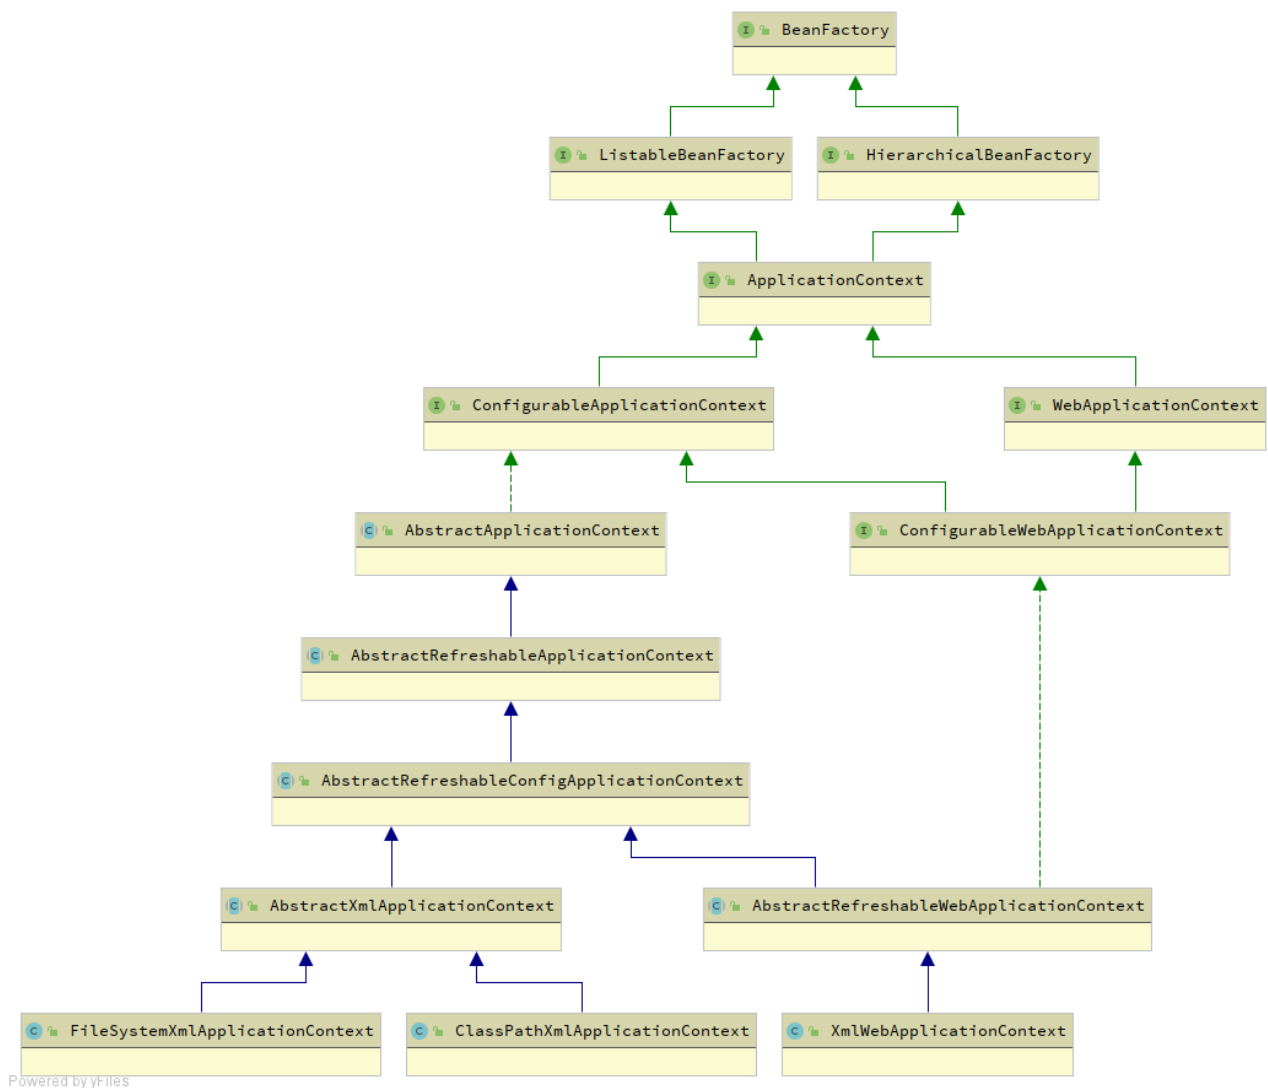 I BeanFactory
I ListableBeanFactory
I HierarchicalBeanFactory
I ApplicationContext
I ConfigurableApplicationContext
I WebApplicationContext
C AbstractApplicationContext
I ConfigurableWebApplicationContext
C AbstractRefreshableApplicationContext
C AbstractRefreshableConfigApplicationContext
C AbstractXmlApplicationContext
C AbstractRefreshableWebApplicationContext
C FileSystemXmlApplicationContext
C ClassPathXmlApplicationContext
C XmlWebApplicationContext
Powered by yFiles